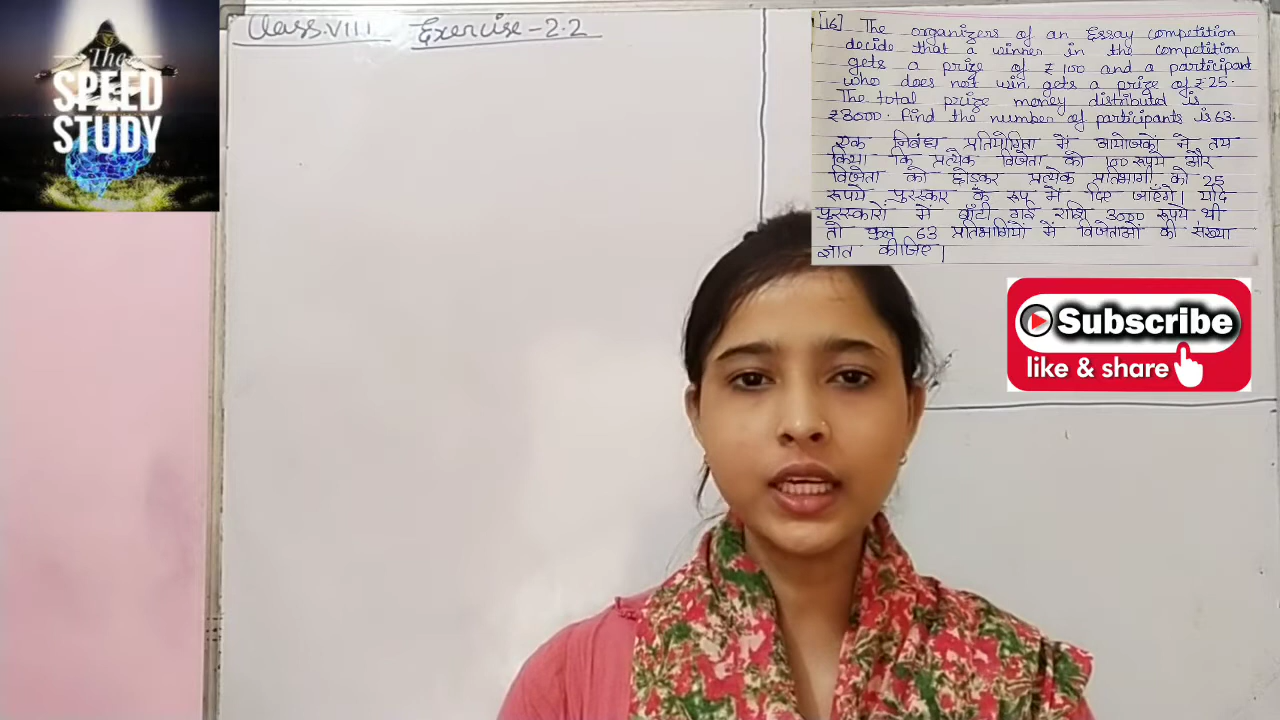 The
SPEED
STUDY
Class.VIII Exercise-2.2
[16] The organisers of an essay competition
decide that a winner in the competition
gets a prize of ₹100 and a participant
who does not win gets a prize of ₹25
The total prize money distributed is
₹3000. find the number of participants is 63.
एक निबंध प्रतियोगिता में आयोजकों ने तय
किया कि प्रत्येक विजेता को 100 रूपये और
विजेता को छोड़कर प्रत्येक प्रतिभागी को 25
रूपये पुरस्कार के रूप में दिए जाएँगे। यदि
पुरस्कारों में बाँटी गई राशि 3000 रूपये थी
तो कुल 63 प्रतिभागियों में विजेताओं की संख्या
ज्ञात कीजिए।
Subscribe
like & share